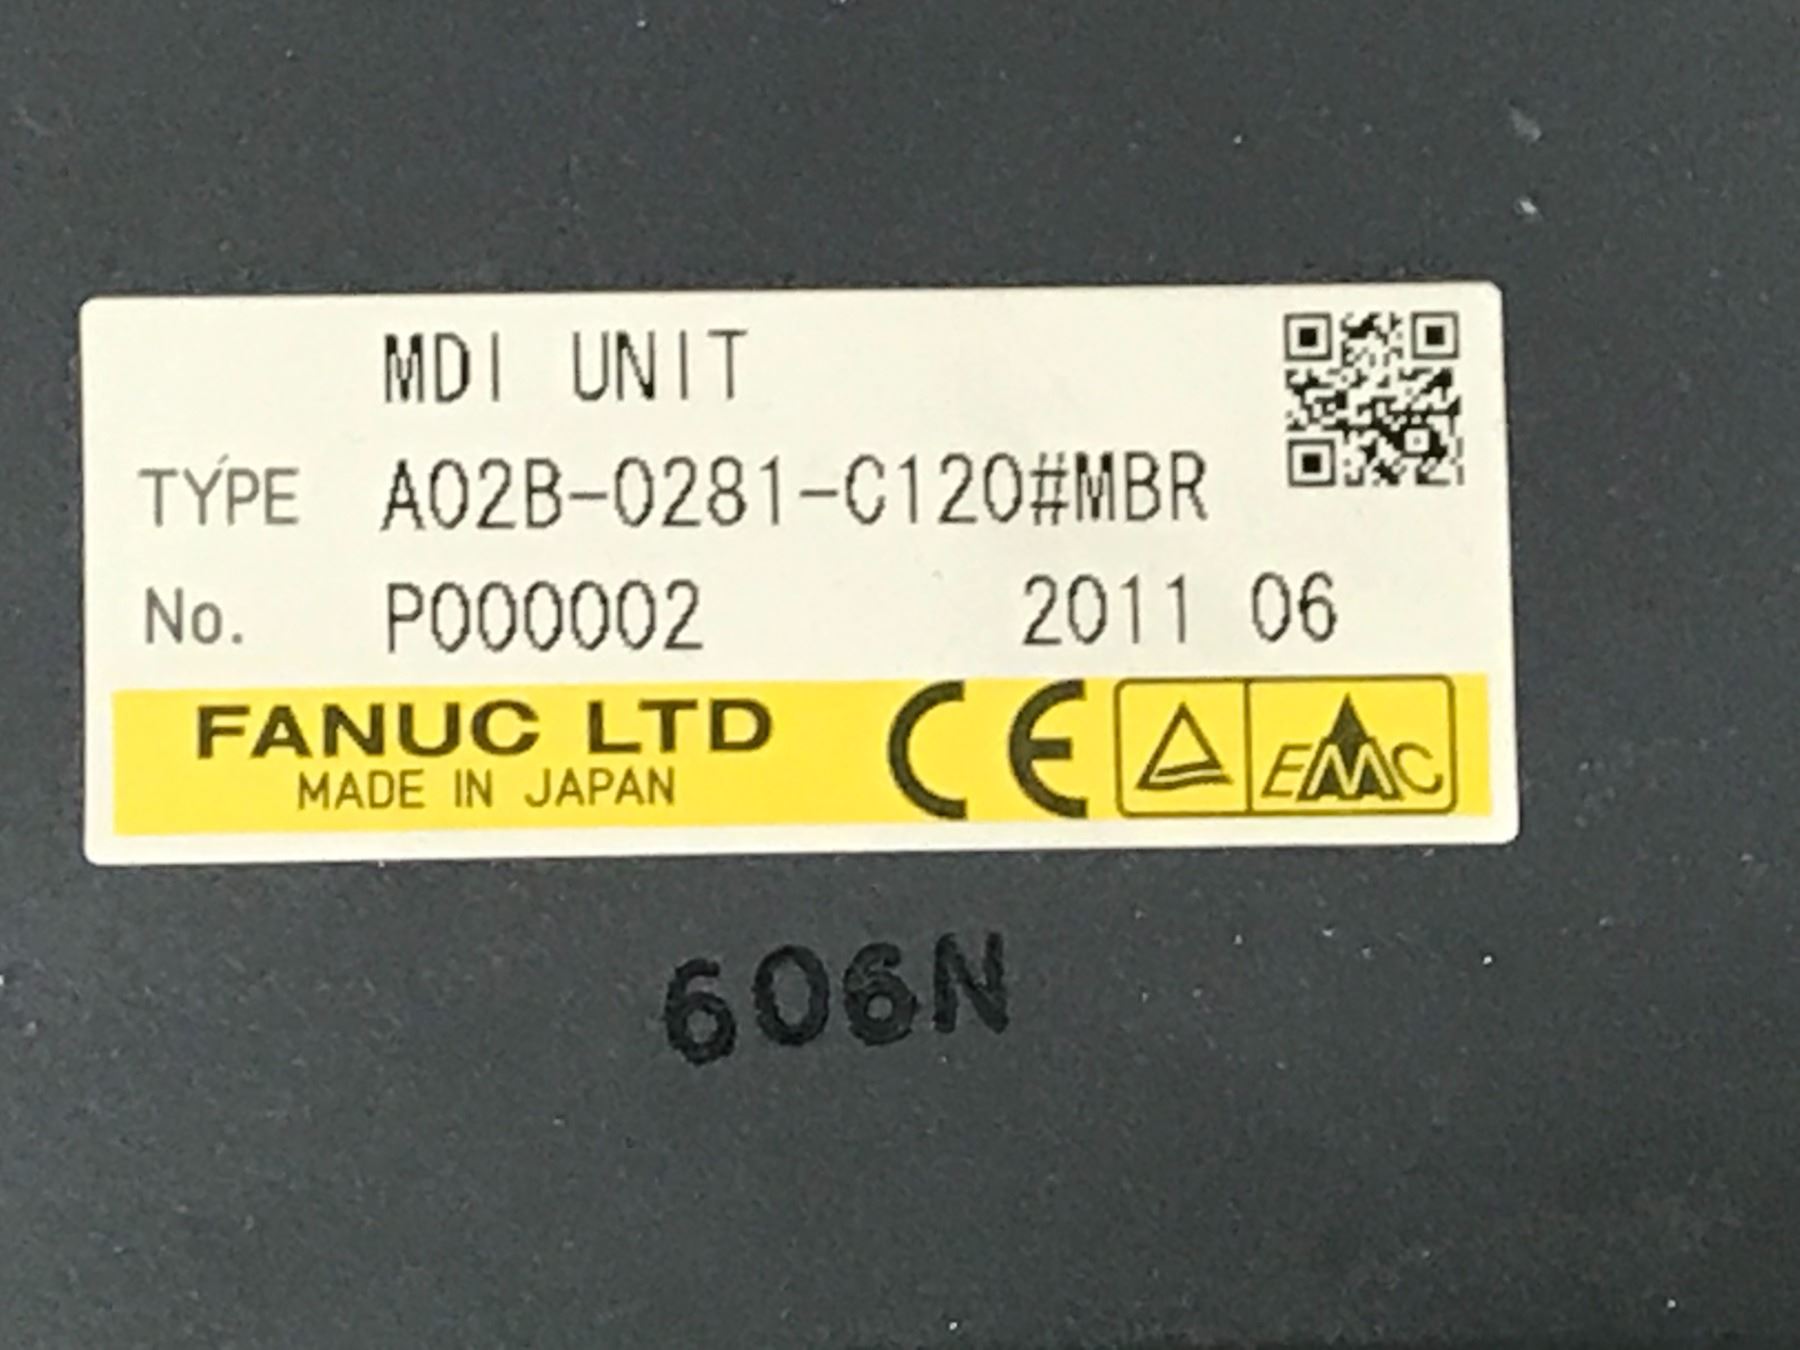 MDI UNIT
TYPE A02B-0281-C120#MBR
No. P000002 2011 06
FANUC LTD
MADE IN JAPAN
CE
EMC
606N